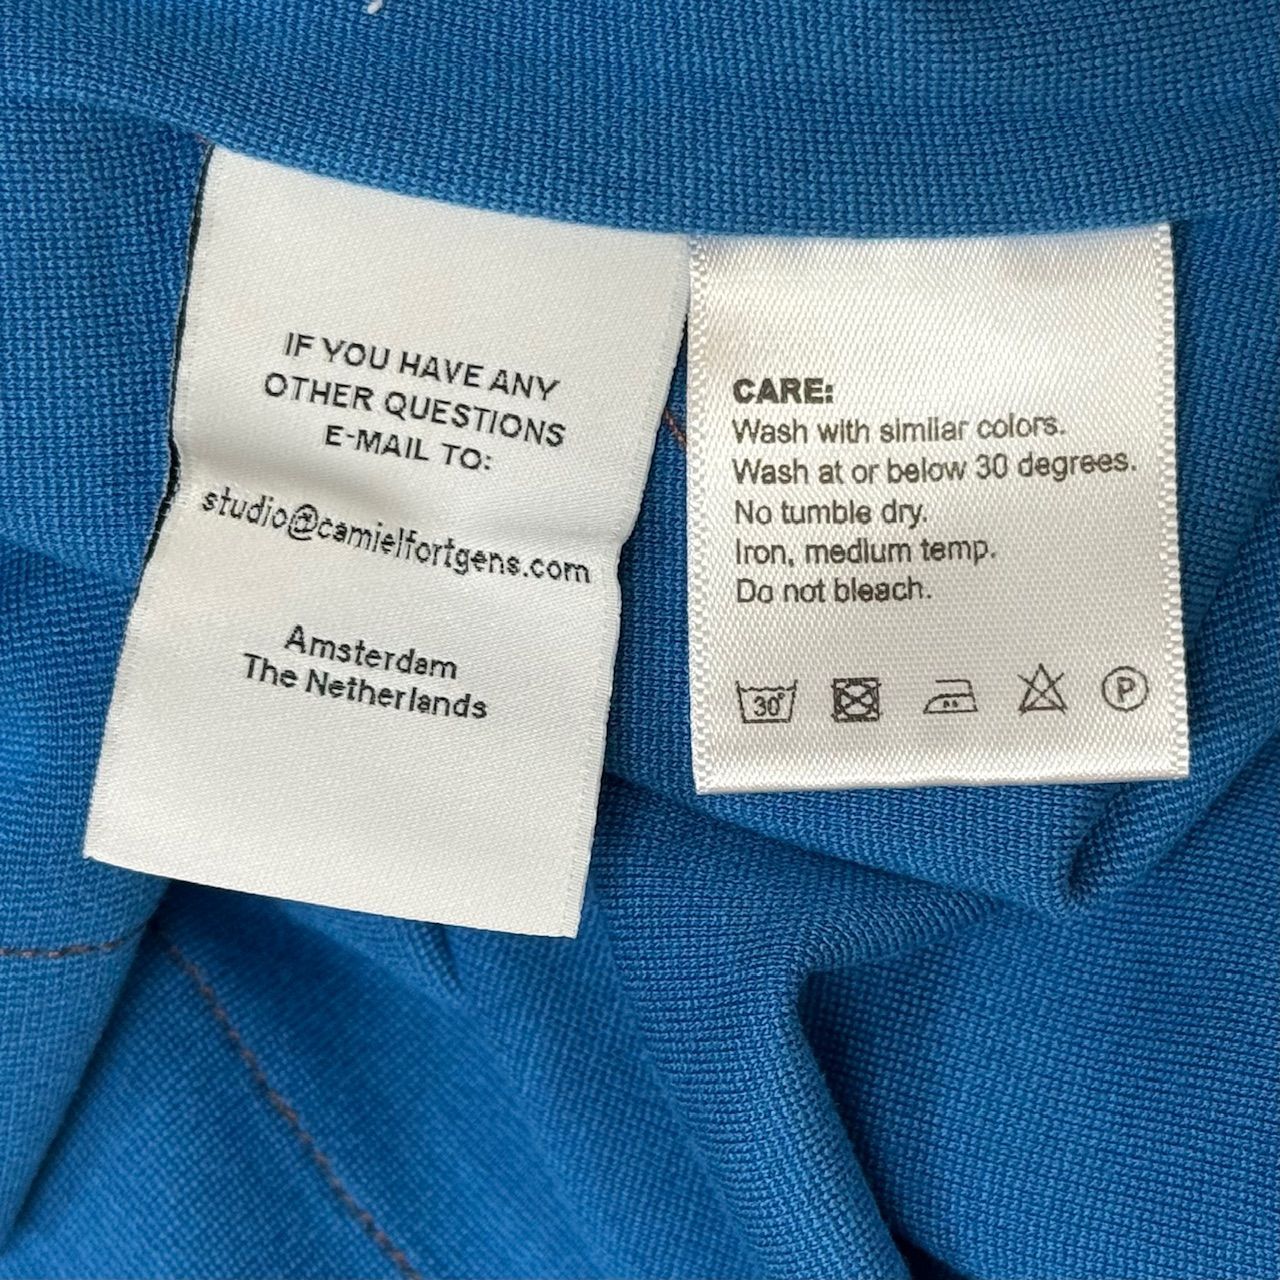 IF YOU HAVE ANY
OTHER QUESTIONS
E-MAIL TO:
studio@camielfortgens.com
Amsterdam
The Netherlands
CARE:
Wash with similar colors.
Wash at or below 30 degrees.
No tumble dry.
Iron, medium temp.
Do not bleach.
30° P